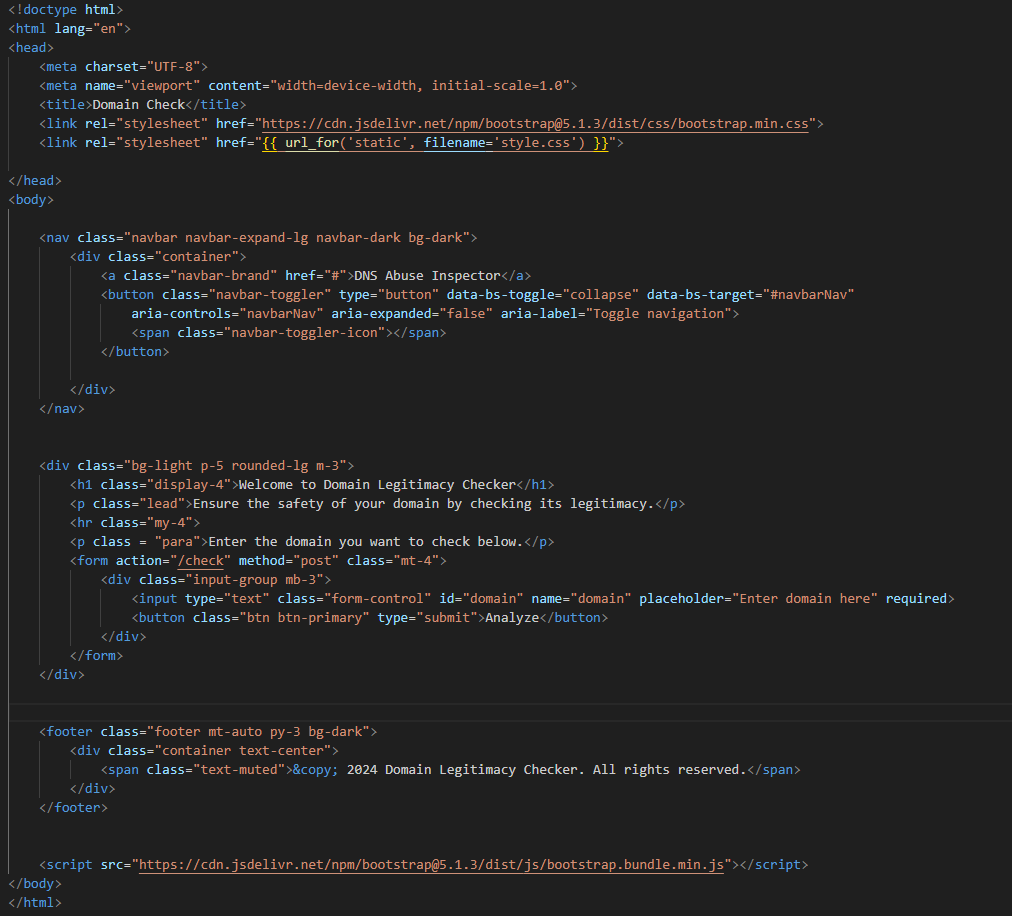 <!doctype html>
<html lang="en">
<head>
    <meta charset="UTF-8">
    <meta name="viewport" content="width=device-width, initial-scale=1.0">
    <title>Domain Check</title>
    <link rel="stylesheet" href="https://cdn.jsdelivr.net/npm/bootstrap@5.1.3/dist/css/bootstrap.min.css">
    <link rel="stylesheet" href="{{ url_for('static', filename='style.css') }}">

</head>
<body>

    <nav class="navbar navbar-expand-lg navbar-dark bg-dark">
        <div class="container">
            <a class="navbar-brand" href="#">DNS Abuse Inspector</a>
            <button class="navbar-toggler" type="button" data-bs-toggle="collapse" data-bs-target="#navbarNav"
                aria-controls="navbarNav" aria-expanded="false" aria-label="Toggle navigation">
                <span class="navbar-toggler-icon"></span>
            </button>

        </div>
    </nav>


    <div class="bg-light p-5 rounded-lg m-3">
        <h1 class="display-4">Welcome to Domain Legitimacy Checker</h1>
        <p class="lead">Ensure the safety of your domain by checking its legitimacy.</p>
        <hr class="my-4">
        <p class = "para">Enter the domain you want to check below.</p>
        <form action="/check" method="post" class="mt-4">
            <div class="input-group mb-3">
                <input type="text" class="form-control" id="domain" name="domain" placeholder="Enter domain here" required>
                <button class="btn btn-primary" type="submit">Analyze</button>
            </div>
        </form>
    </div>


    <footer class="footer mt-auto py-3 bg-dark">
        <div class="container text-center">
            <span class="text-muted">&copy; 2024 Domain Legitimacy Checker. All rights reserved.</span>
        </div>
    </footer>


    <script src="https://cdn.jsdelivr.net/npm/bootstrap@5.1.3/dist/js/bootstrap.bundle.min.js"></script>
</body>
</html>